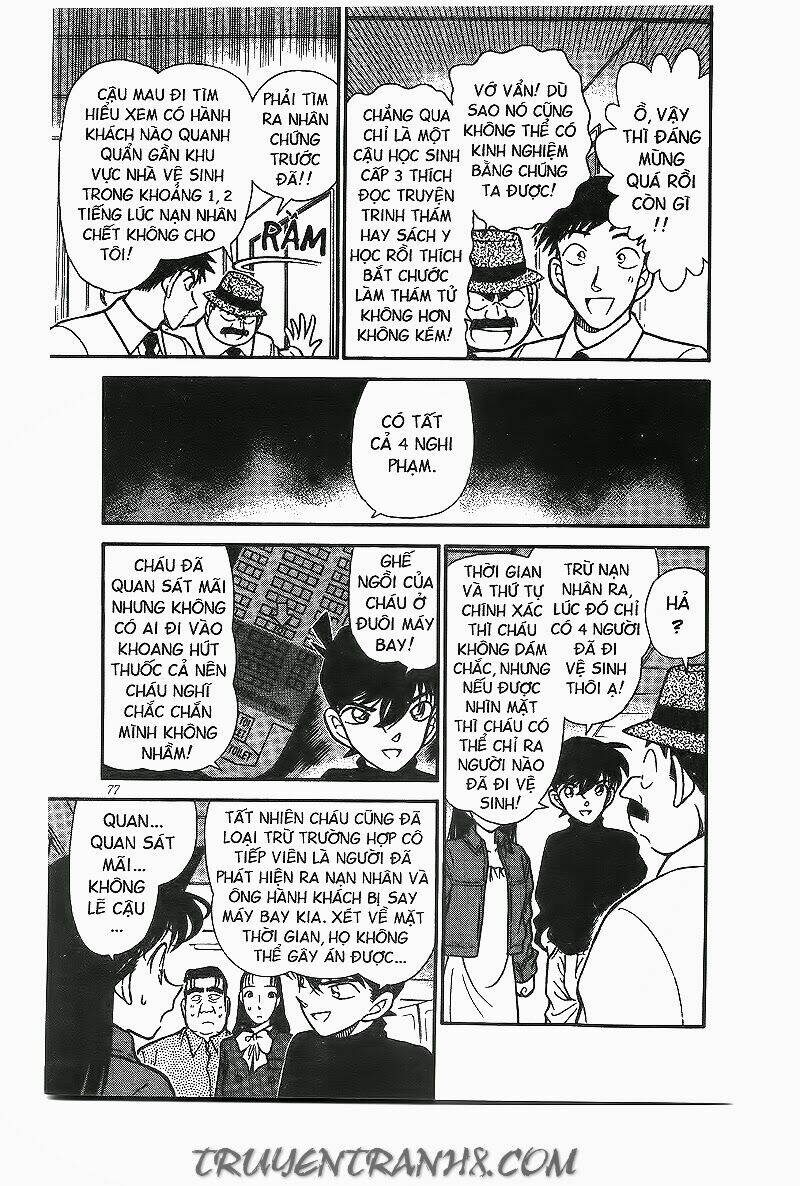 Ồ, VẬY
THÌ ĐÁNG
MỪNG
QUÁ RỒI
CÒN GÌ
!!
VỚ VẨN! DÙ
SAO NÓ CŨNG
KHÔNG THỂ CÓ
KINH NGHIỆM
BẰNG CHÚNG
TA ĐƯỢC!
CHẲNG QUA
CHỈ LÀ MỘT
CẬU HỌC SINH
CẤP 3 THÍCH
ĐỌC TRUYỆN
TRINH THÁM
HAY SÁCH Y
HỌC RỒI THÍCH
BẮT CHƯỚC
LÀM THÁM TỬ
KHÔNG HƠN
KHÔNG KÉM!
PHẢI TÌM
RA NHÂN
CHỨNG
TRƯỚC
ĐÃ!!
RẦM
CẬU MAU ĐI TÌM
HIỂU XEM CÓ HÀNH
KHÁCH NÀO QUANH
QUẨN GẦN KHU
VỰC NHÀ VỆ SINH
TRONG KHOẢNG 1, 2
TIẾNG LÚC NẠN NHÂN
CHẾT KHÔNG CHO
TÔI!
CÓ TẤT
CẢ 4 NGHI
PHẠM.
HẢ
?
TRỪ NẠN
NHÂN RA,
LÚC ĐÓ CHỈ
CÓ 4 NGƯỜI
ĐÃ ĐI
VỆ SINH
THÔI Ạ!
THỜI GIAN
VÀ THỨ TỰ
CHÍNH XÁC
THÌ CHÁU
KHÔNG DÁM
CHẮC, NHƯNG
NẾU ĐƯỢC
NHÌN MẶT
THÌ CHÁU CÓ
THỂ CHỈ RA
NGƯỜI NÀO
ĐÃ ĐI VỆ
SINH!
GHẾ
NGỒI CỦA
CHÁU Ở
ĐUÔI MÁY
BAY!
CHÁU ĐÃ
QUAN SÁT MÃI
NHƯNG KHÔNG
CÓ AI ĐI VÀO
KHOANG HÚT
THUỐC CẢ NÊN
CHÁU NGHĨ
CHẮC CHẮN
MÌNH KHÔNG
NHẦM!
TOILET
77
TẤT NHIÊN CHÁU CŨNG ĐÃ
LOẠI TRỪ TRƯỜNG HỢP CÔ
TIẾP VIÊN LÀ NGƯỜI ĐÃ
PHÁT HIỆN RA NẠN NHÂN VÀ
ÔNG HÀNH KHÁCH BỊ SAY
MÁY BAY KIA. XÉT VỀ MẶT
THỜI GIAN, HỌ KHÔNG
THỂ GÂY ÁN ĐƯỢC...
QUAN...
QUAN SÁT
MÃI...
KHÔNG
LẼ CẬU
...
TRUYENTRANH8.COM